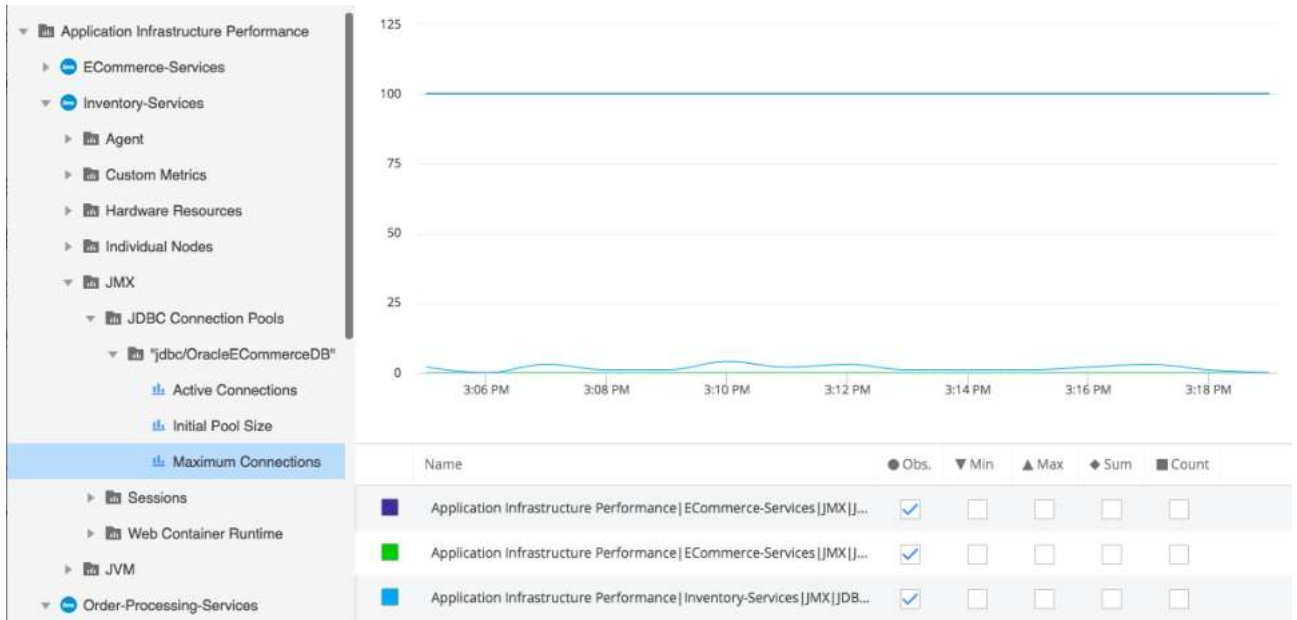 Application Infrastructure Performance
ECommerce-Services
Inventory-Services
Agent
Custom Metrics
Hardware Resources
Individual Nodes
JMX
JDBC Connection Pools
"jdbc/OracleECommerceDB"
Active Connections
Initial Pool Size
Maximum Connections
Sessions
Web Container Runtime
JVM
Order-Processing-Services
125
100
75
50
25
0
3:06 PM 3:08 PM 3:10 PM 3:12 PM 3:14 PM 3:16 PM 3:18 PM
Name Obs. Min Max Sum Count
Application Infrastructure Performance|ECommerce-Services|JMX|J...
Application Infrastructure Performance|ECommerce-Services|JMX|J...
Application Infrastructure Performance|Inventory-Services|JMX|JDB...